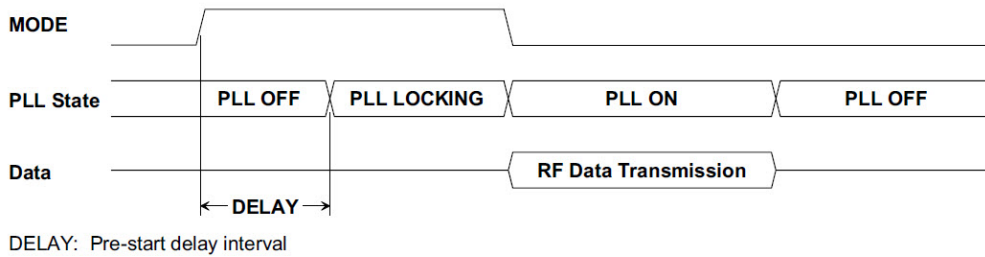 MODE
PLL State
PLL OFF
PLL LOCKING
PLL ON
PLL OFF
Data
RF Data Transmission
DELAY
DELAY: Pre-start delay interval